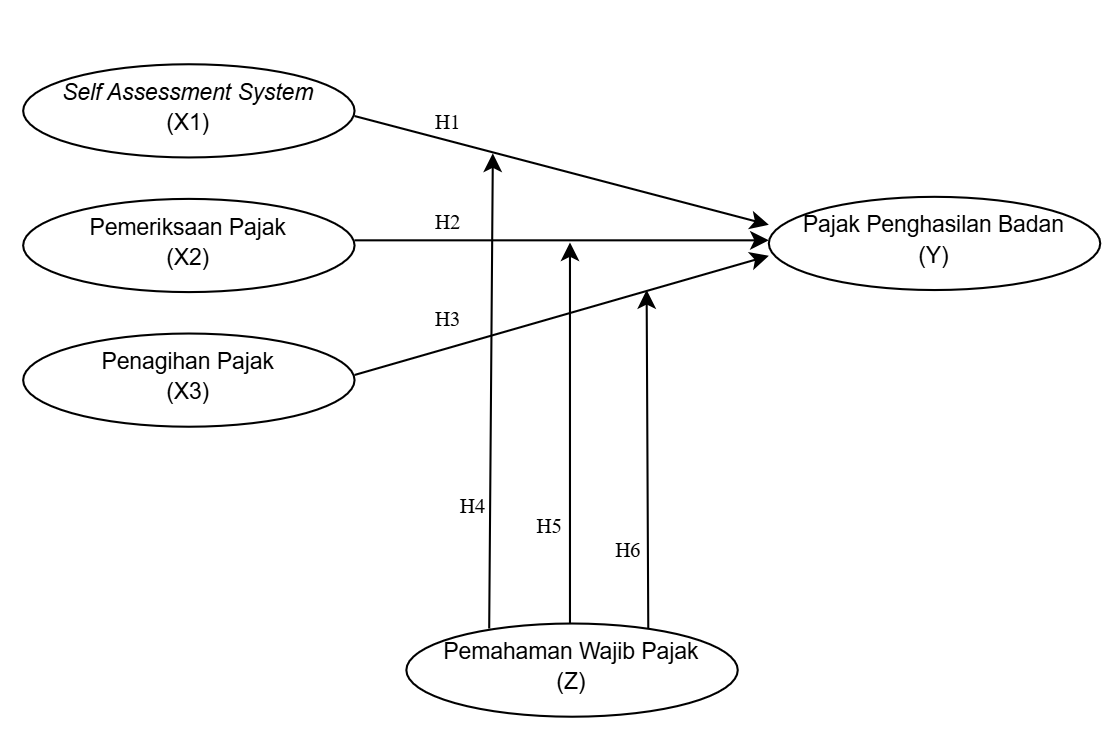 Self Assessment System
(X1)
H1
Pemeriksaan Pajak
(X2)
H2
Pajak Penghasilan Badan
(Y)
Penagihan Pajak
(X3)
H3
H4
H5
H6
Pemahaman Wajib Pajak
(Z)